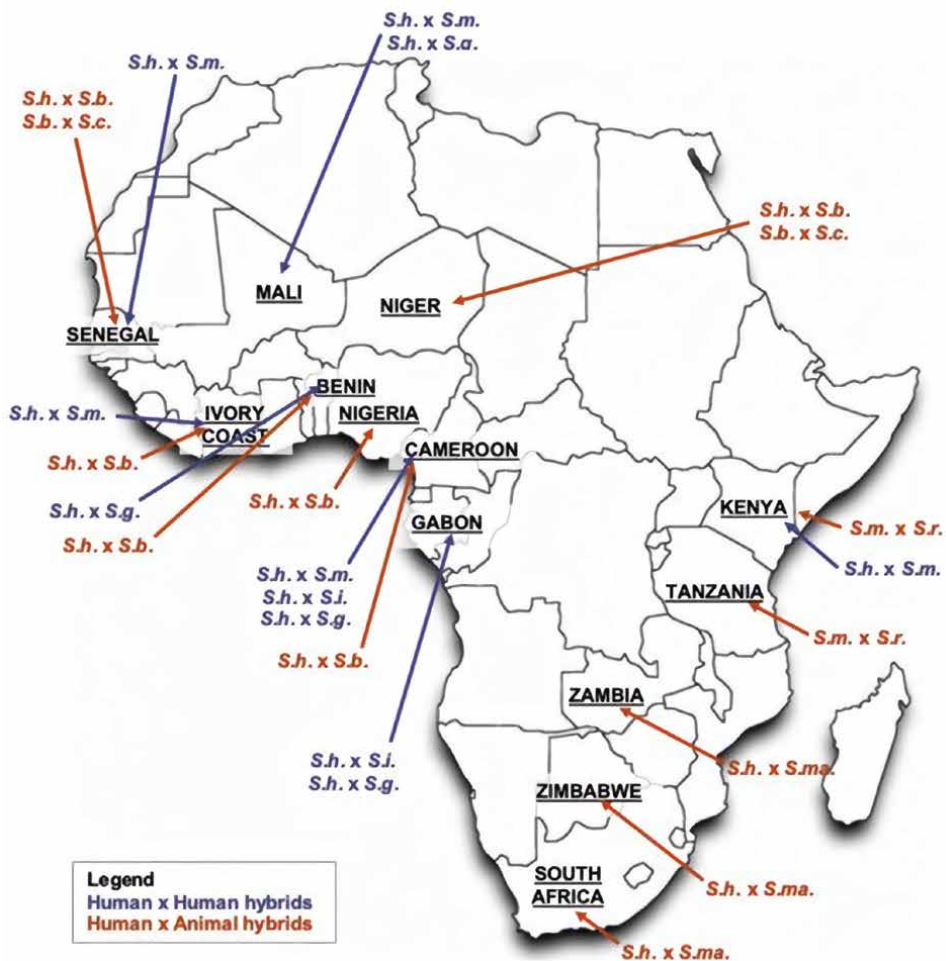 S.h. x S.m.
S.h. x S.a.
S.h. x S.m.
S.h. x S.b.
S.b. x S.c.
S.h. x S.b.
S.b. x S.c.
MALI
NIGER
SENEGAL
BENIN
S.h. x S.m.
IVORY
COAST
NIGERIA
CAMEROON
S.h. x S.b.
S.h. x S.b.
S.h. x S.g.
S.h. x S.b.
GABON
KENYA
S.m. x S.r.
S.h. x S.m.
S.h. x S.m.
S.h. x S.i.
S.h. x S.g.
TANZANIA
S.m. x S.r.
S.h. x S.b.
ZAMBIA
S.h. x S.i.
S.h. x S.g.
S.h. x S.ma.
ZIMBABWE
S.h. x S.ma.
SOUTH
AFRICA
S.h. x S.ma.
Legend
Human x Human hybrids
Human x Animal hybrids